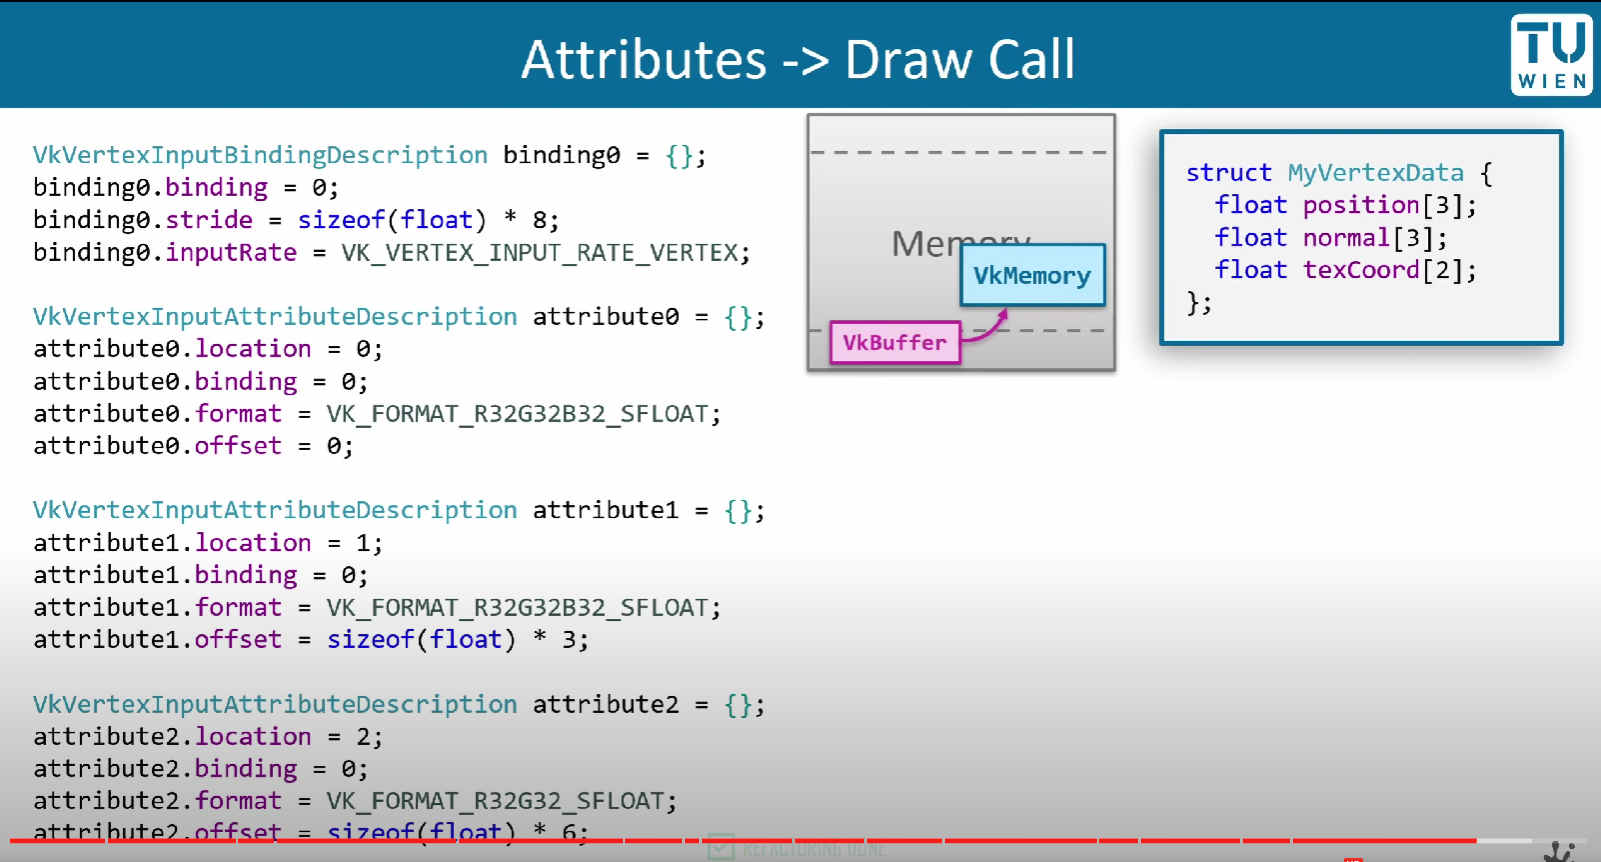 Attributes -> Draw Call
TU
WIEN
VkVertexInputBindingDescription binding0 = {};
binding0.binding = 0;
binding0.stride = sizeof(float) * 8;
binding0.inputRate = VK_VERTEX_INPUT_RATE_VERTEX;
VkVertexInputAttributeDescription attribute0 = {};
attribute0.location = 0;
attribute0.binding = 0;
attribute0.format = VK_FORMAT_R32G32B32_SFLOAT;
attribute0.offset = 0;
VkVertexInputAttributeDescription attribute1 = {};
attribute1.location = 1;
attribute1.binding = 0;
attribute1.format = VK_FORMAT_R32G32B32_SFLOAT;
attribute1.offset = sizeof(float) * 3;
VkVertexInputAttributeDescription attribute2 = {};
attribute2.location = 2;
attribute2.binding = 0;
attribute2.format = VK_FORMAT_R32G32_SFLOAT;
attribute2.offset = sizeof(float) * 6;
Memory
VkMemory
VkBuffer
struct MyVertexData {
float position[3];
float normal[3];
float texCoord[2];
};
REFACTORING DONE